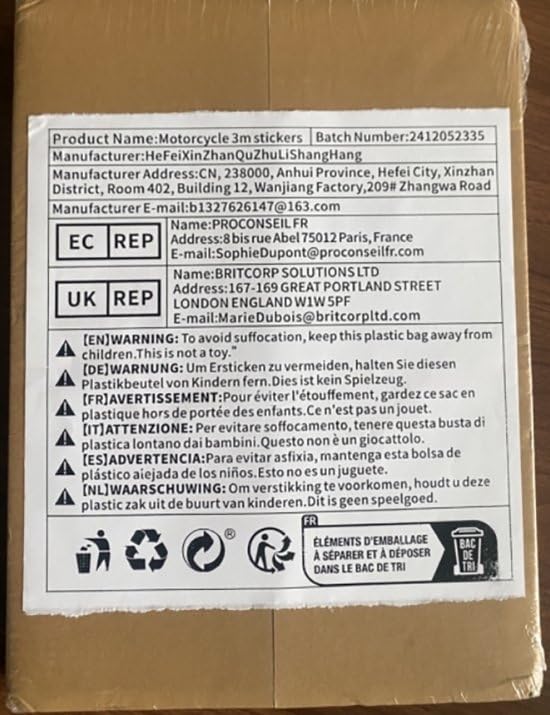 Product Name:Motorcycle 3m stickers Batch Number:2412052335
Manufacturer:HeFeiXinZhanQuZhuLiShangHang
Manufacturer Address:CN, 238000, Anhui Province, Hefei City, Xinzhan
District, Room 402, Building 12, Wanjiang Factory,209# Zhangwa Road
Manufacturer E-mail:b1327626147@163.com
EC REP
Name:PROCONSEIL FR
Address:8 bis rue Abel 75012 Paris, France
E-mail:SophieDupont@proconseilfr.com
UK REP
Name:BRITCORP SOLUTIONS LTD
Address:167-169 GREAT PORTLAND STREET
LONDON ENGLAND W1W 5PF
E-mail:MarieDubois@britcorpltd.com
[EN]WARNING: To avoid suffocation, keep this plastic bag away from
children.This is not a toy."
[DE]WARNUNG: Um Ersticken zu vermeiden, halten Sie diesen
Plastikbeutel von Kindern fern.Dies ist kein Spielzeug.
[FR]AVERTISSEMENT:Pour éviter l'étouffement, gardez ce sac en
plastique hors de portée des enfants.Ce n'est pas un jouet.
[IT]ATTENZIONE: Per evitare soffocamento, tenere questa busta di
plastica lontano dai bambini.Questo non è un giocattolo.
[ES]ADVERTENCIA:Para evitar asfixia, mantenga esta bolsa de
plástico aiejada de los niños.Esto no es un juguete.
[NL]WAARSCHUWING: Om verstikking te voorkomen, houdt u deze
plastic zak uit de buurt van kinderen.Dit is geen speelgoed.
®
FR
ÉLÉMENTS D'EMBALLAGE
À SÉPARER ET À DÉPOSER
DANS LE BAC DE TRI
BAC
DE
TRI